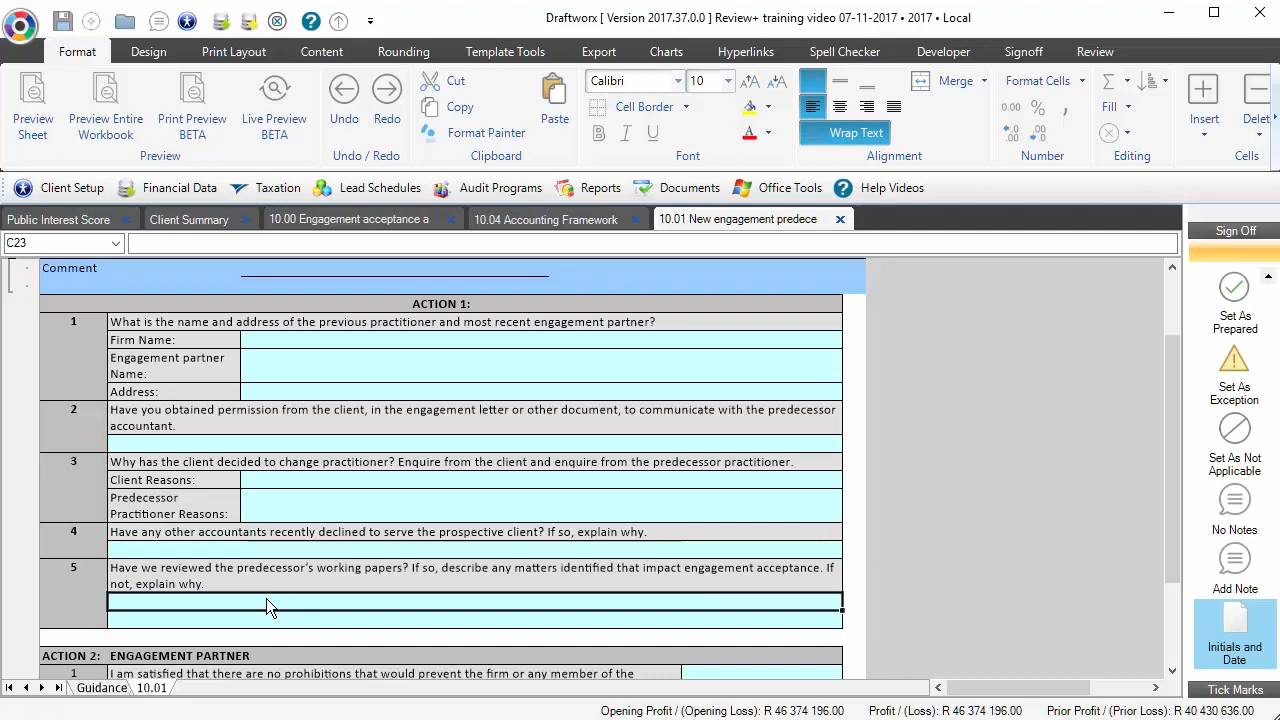 Draftworx [ Version 2017.37.0.0 ] Review+ training video 07-11-2017 • 2017 • Local
Format Design Print Layout Content Rounding Template Tools Export Charts Hyperlinks Spell Checker Developer Signoff Review
Preview Sheet
Preview Entire Workbook
Print Preview BETA
Live Preview BETA
Preview
Undo Redo
Undo / Redo
Cut
Copy
Format Painter
Paste
Clipboard
Calibri 10
Cell Border
Font
Merge
Wrap Text
Alignment
Format Cells
0.00 %
Number
Fill
Editing
Insert Delet
Cells
Client Setup Financial Data Taxation Lead Schedules Audit Programs Reports Documents Office Tools Help Videos
Public Interest Score Client Summary 10.00 Engagement acceptance a 10.04 Accounting Framework 10.01 New engagement predece
C23
Comment
ACTION 1:
1 What is the name and address of the previous practitioner and most recent engagement partner?
Firm Name:
Engagement partner
Name:
Address:
2 Have you obtained permission from the client, in the engagement letter or other document, to communicate with the predecessor
accountant.
3 Why has the client decided to change practitioner? Enquire from the client and enquire from the predecessor practitioner.
Client Reasons:
Predecessor
Practitioner Reasons:
4 Have any other accountants recently declined to serve the prospective client? If so, explain why.
5 Have we reviewed the predecessor's working papers? If so, describe any matters identified that impact engagement acceptance. If
not, explain why.
ACTION 2: ENGAGEMENT PARTNER
1 I am satisfied that there are no prohibitions that would prevent the firm or any member of the
Guidance 10.01
Sign Off
Set As
Prepared
Set As
Exception
Set As Not
Applicable
No Notes
Add Note
Initials and
Date
Tick Marks
Opening Profit / (Opening Loss): R 46 374 196.00 Profit / (Loss): R 46 374 196.00 Prior Profit / (Prior Loss): R 40 430 636.00